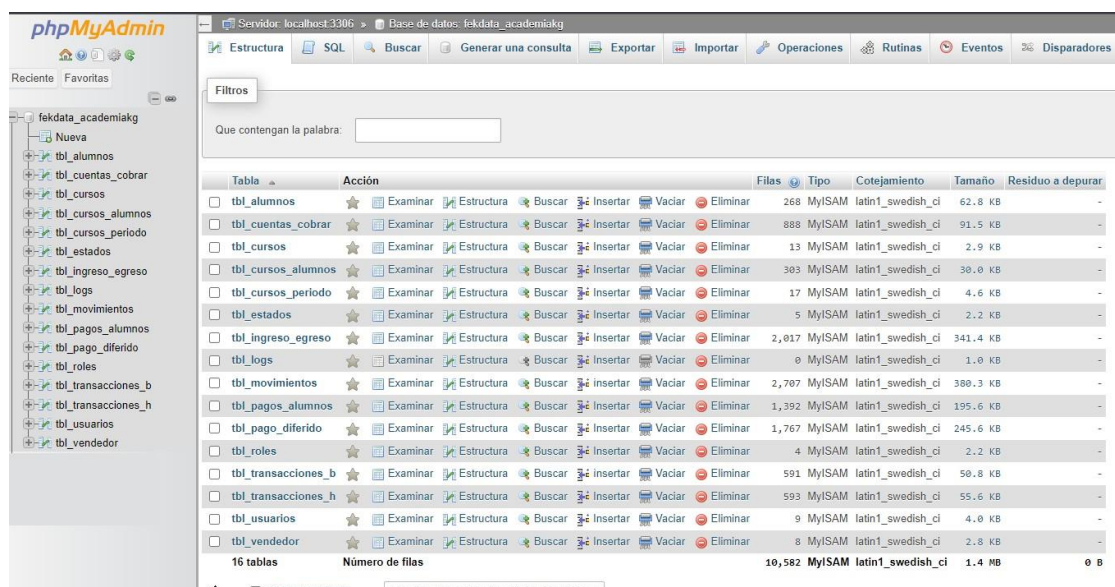 phpMyAdmin
Reciente Favoritas
fekdata_academiakg
Nueva
tbl_alumnos
tbl_cuentas_cobrar
tbl_cursos
tbl_cursos_alumnos
tbl_cursos_periodo
tbl_estados
tbl_ingreso_egreso
tbl_logs
tbl_movimientos
tbl_pagos_alumnos
tbl_pago_diferido
tbl_roles
tbl_transacciones_b
tbl_transacciones_h
tbl_usuarios
tbl_vendedor
Servidor: localhost:3306 » Base de datos: fekdata_academiakg
Estructura SQL Buscar Generar una consulta Exportar Importar Operaciones Rutinas Eventos Disparadores
Filtros
Que contengan la palabra:
Tabla Acción Filas Tipo Cotejamiento Tamaño Residuo a depurar
tbl_alumnos Examinar Estructura Buscar Insertar Vaciar Eliminar 268 MyISAM latin1_swedish_ci 62.8 KB -
tbl_cuentas_cobrar Examinar Estructura Buscar Insertar Vaciar Eliminar 888 MyISAM latin1_swedish_ci 91.5 KB -
tbl_cursos Examinar Estructura Buscar Insertar Vaciar Eliminar 13 MyISAM latin1_swedish_ci 2.9 KB -
tbl_cursos_alumnos Examinar Estructura Buscar Insertar Vaciar Eliminar 303 MyISAM latin1_swedish_ci 30.0 KB -
tbl_cursos_periodo Examinar Estructura Buscar Insertar Vaciar Eliminar 17 MyISAM latin1_swedish_ci 4.6 KB -
tbl_estados Examinar Estructura Buscar Insertar Vaciar Eliminar 5 MyISAM latin1_swedish_ci 2.2 KB -
tbl_ingreso_egreso Examinar Estructura Buscar Insertar Vaciar Eliminar 2,017 MyISAM latin1_swedish_ci 341.4 KB -
tbl_logs Examinar Estructura Buscar Insertar Vaciar Eliminar 0 MyISAM latin1_swedish_ci 1.0 KB -
tbl_movimientos Examinar Estructura Buscar Insertar Vaciar Eliminar 2,707 MyISAM latin1_swedish_ci 380.3 KB -
tbl_pagos_alumnos Examinar Estructura Buscar Insertar Vaciar Eliminar 1,392 MyISAM latin1_swedish_ci 195.6 KB -
tbl_pago_diferido Examinar Estructura Buscar Insertar Vaciar Eliminar 1,767 MyISAM latin1_swedish_ci 245.6 KB -
tbl_roles Examinar Estructura Buscar Insertar Vaciar Eliminar 4 MyISAM latin1_swedish_ci 2.2 KB -
tbl_transacciones_b Examinar Estructura Buscar Insertar Vaciar Eliminar 591 MyISAM latin1_swedish_ci 50.8 KB -
tbl_transacciones_h Examinar Estructura Buscar Insertar Vaciar Eliminar 593 MyISAM latin1_swedish_ci 55.6 KB -
tbl_usuarios Examinar Estructura Buscar Insertar Vaciar Eliminar 9 MyISAM latin1_swedish_ci 4.0 KB -
tbl_vendedor Examinar Estructura Buscar Insertar Vaciar Eliminar 8 MyISAM latin1_swedish_ci 2.8 KB -
16 tablas Número de filas 10,582 MyISAM latin1_swedish_ci 1.4 MB 0 B